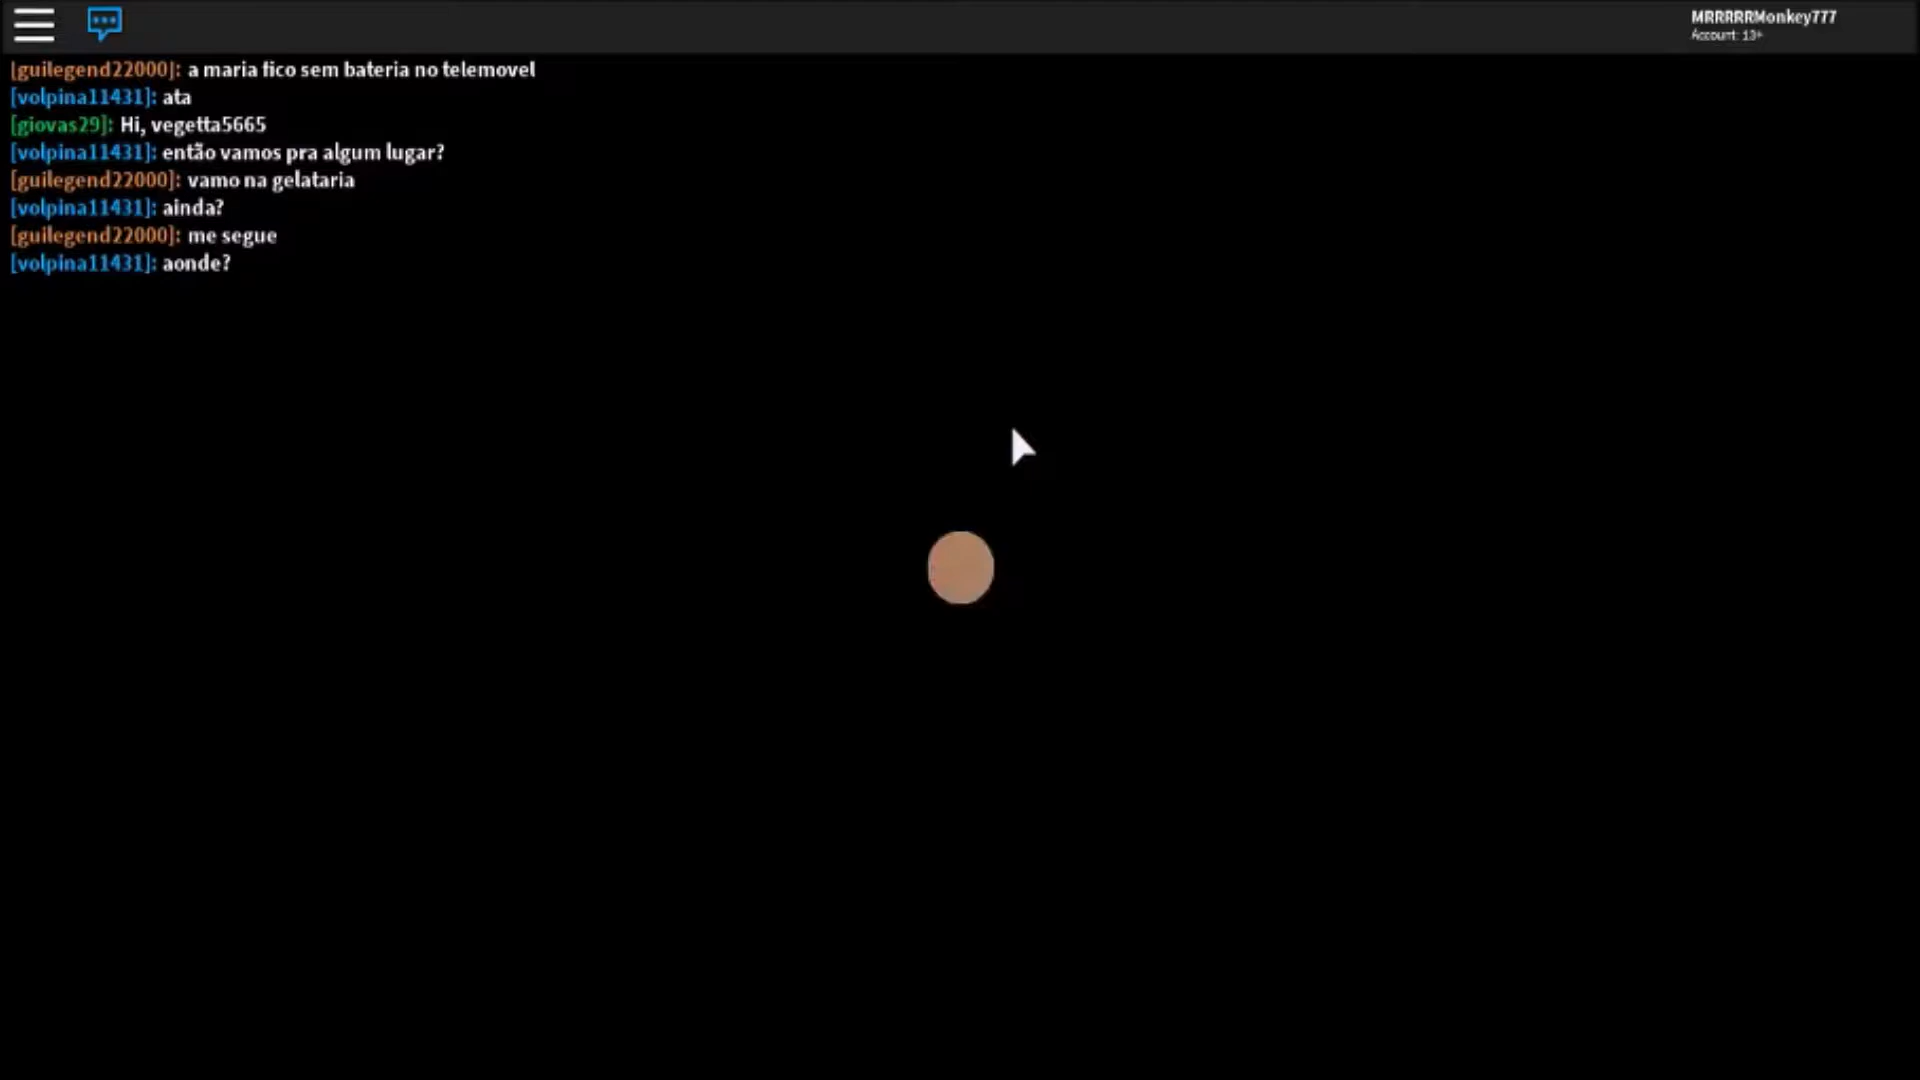 MRRRRRMonkey777
Account: 13+
[guilegend22000]: a maria fico sem bateria no telemovel
[volpina11431]: ata
[giovas29]: Hi, vegetta5665
[volpina11431]: então vamos pra algum lugar?
[guilegend22000]: vamo na gelataria
[volpina11431]: ainda?
[guilegend22000]: me segue
[volpina11431]: aonde?